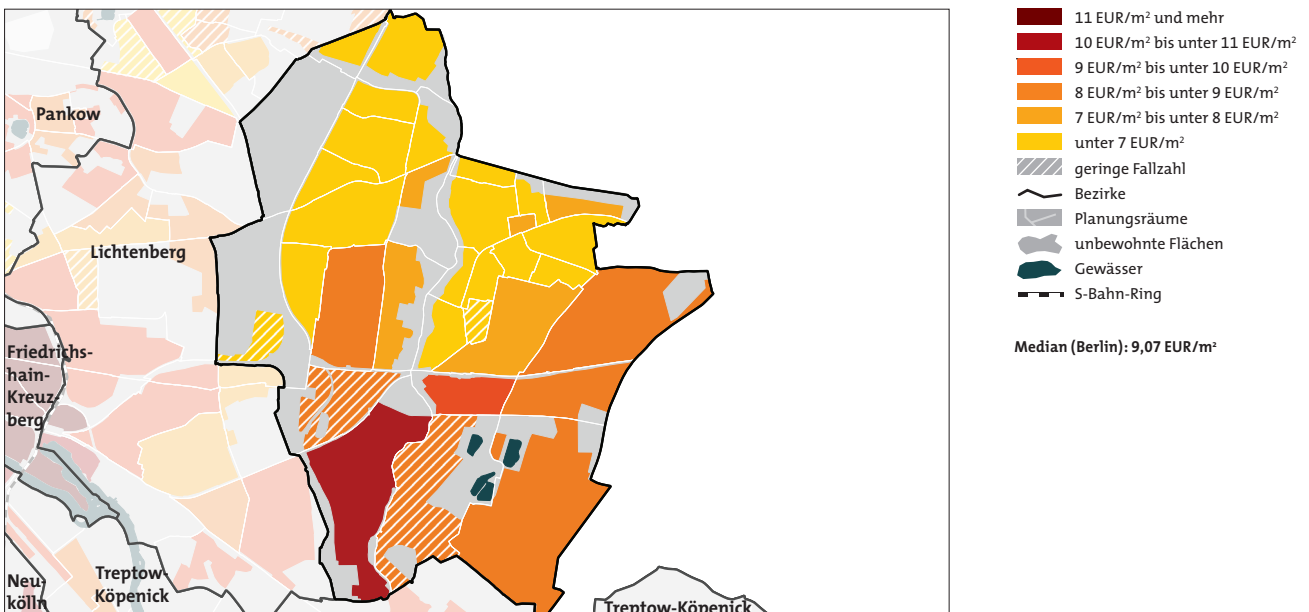 Pankow
Lichtenberg
Friedrichs-
hain-
Kreuz-
berg
Neu-
kölln
Treptow-
Köpenick
Treptow-Köpenick
11 EUR/m² und mehr
10 EUR/m² bis unter 11 EUR/m²
9 EUR/m² bis unter 10 EUR/m²
8 EUR/m² bis unter 9 EUR/m²
7 EUR/m² bis unter 8 EUR/m²
unter 7 EUR/m²
geringe Fallzahl
Bezirke
Planungsräume
unbewohnte Flächen
Gewässer
S-Bahn-Ring
Median (Berlin): 9,07 EUR/m²